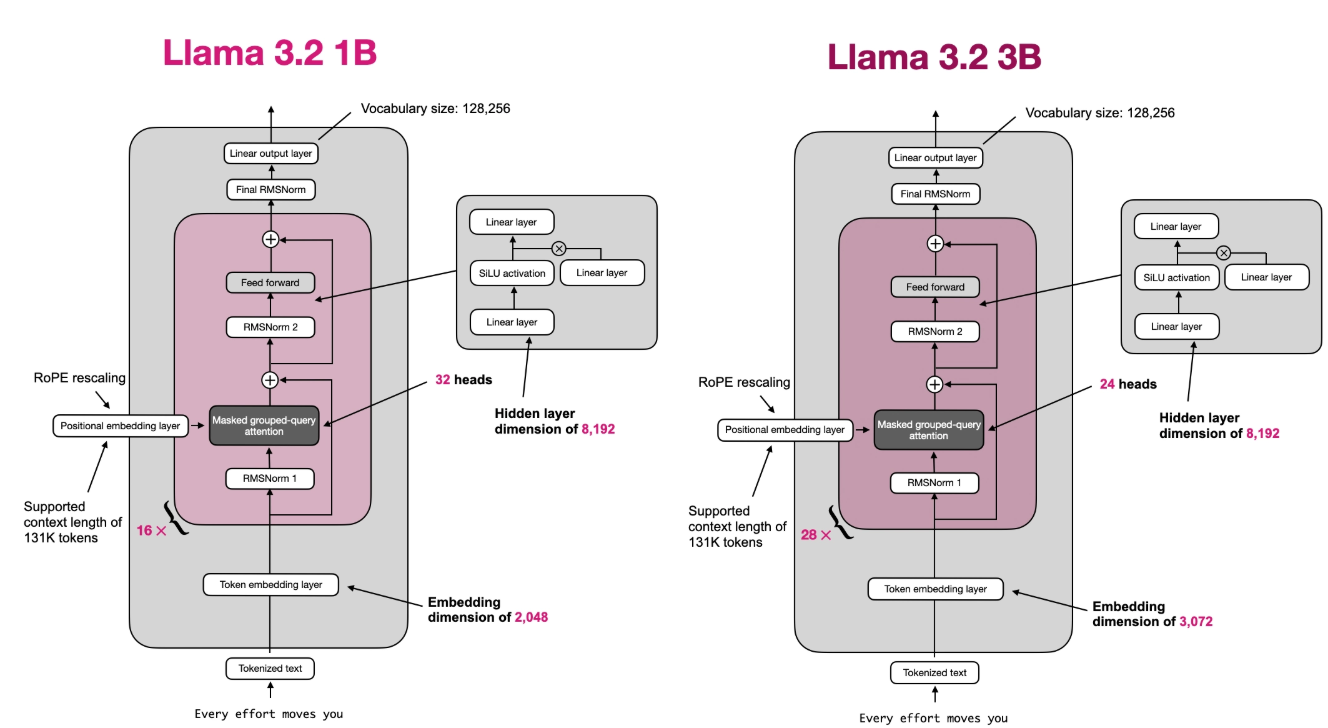 Llama 3.2 1B
Vocabulary size: 128,256
Linear output layer
Final RMSNorm
Linear layer
SiLU activation
Linear layer
Linear layer
Feed forward
RMSNorm 2
RoPE rescaling
32 heads
Hidden layer
dimension of 8,192
Positional embedding layer
Masked grouped-query
attention
RMSNorm 1
Supported
context length of
131K tokens
16 ×
Token embedding layer
Embedding
dimension of 2,048
Tokenized text
Every effort moves you
Llama 3.2 3B
Vocabulary size: 128,256
Linear output layer
Final RMSNorm
Linear layer
SiLU activation
Linear layer
Linear layer
Feed forward
RMSNorm 2
RoPE rescaling
24 heads
Hidden layer
dimension of 8,192
Positional embedding layer
Masked grouped-query
attention
RMSNorm 1
Supported
context length of
131K tokens
28 ×
Token embedding layer
Embedding
dimension of 3,072
Tokenized text
Every effort moves you